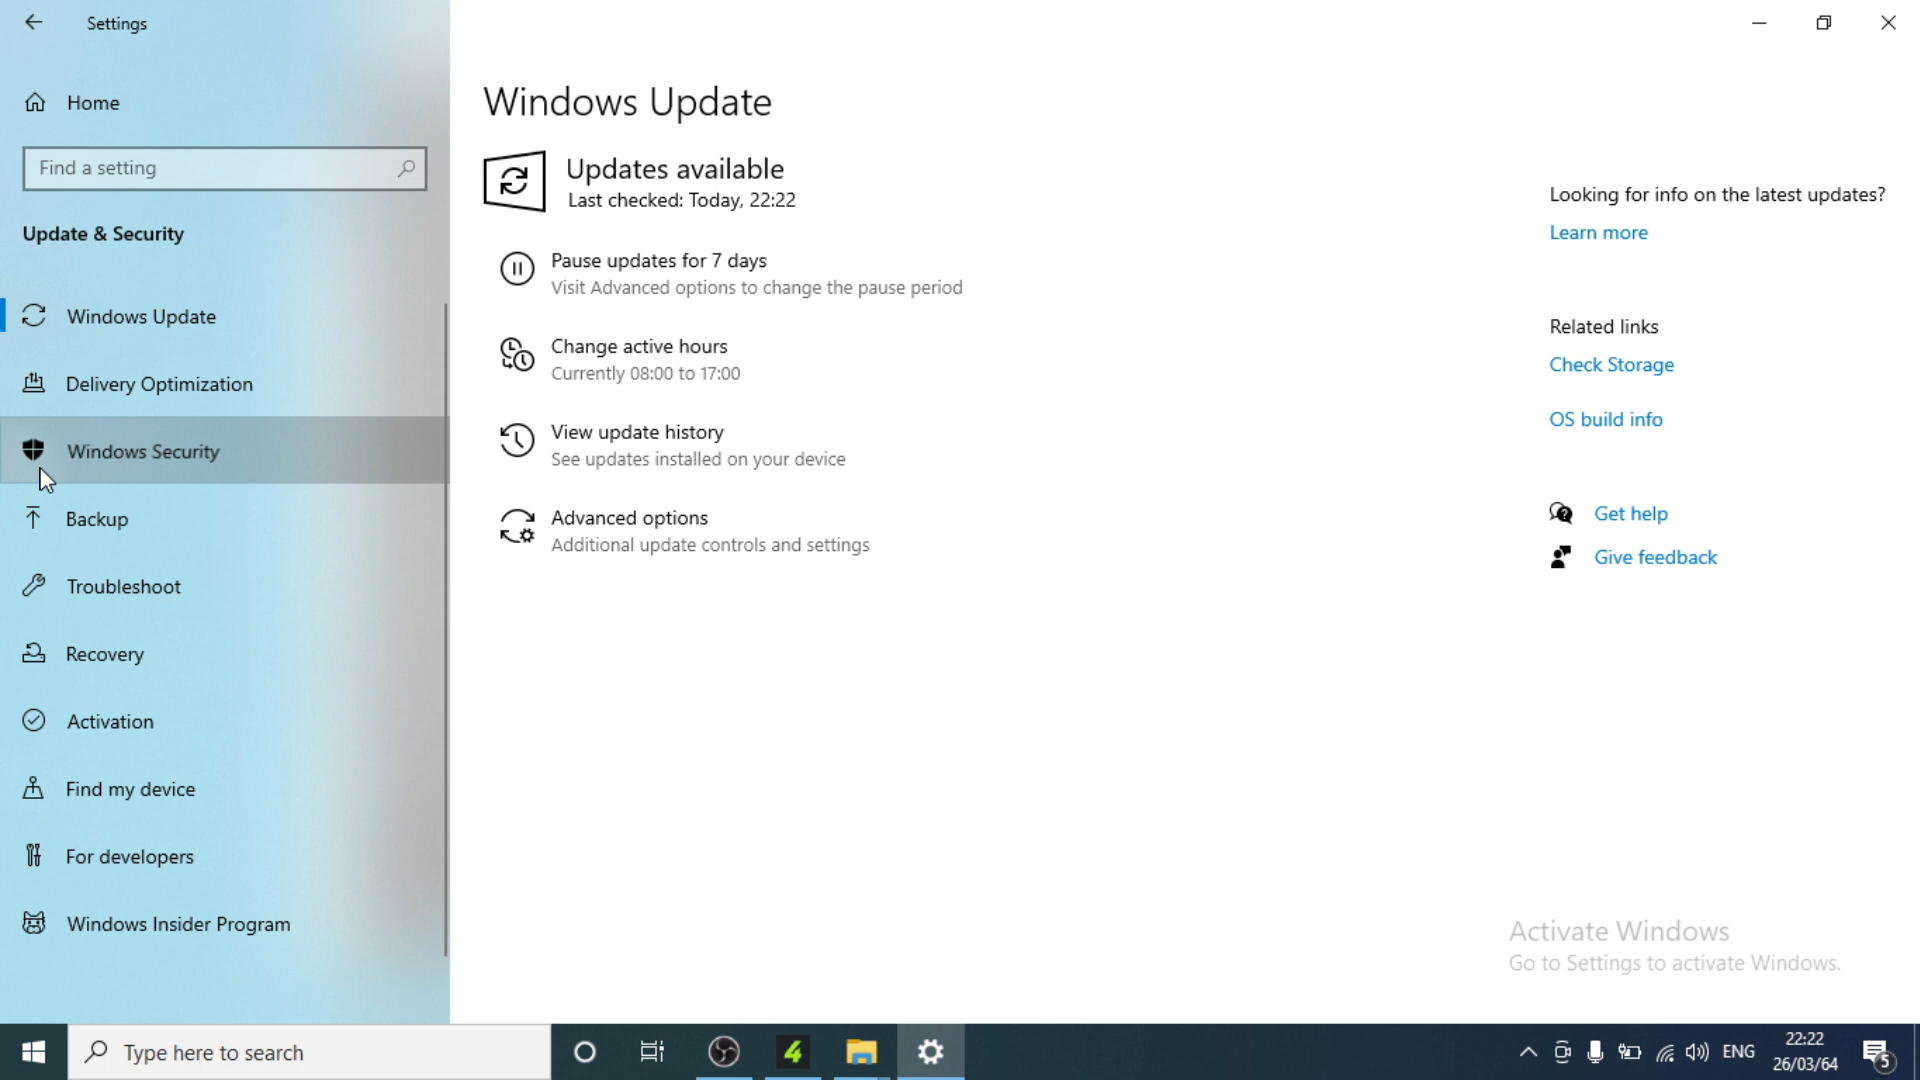 Settings
Home
Find a setting
Update & Security
Windows Update
Delivery Optimization
Windows Security
Backup
Troubleshoot
Recovery
Activation
Find my device
For developers
Windows Insider Program
Windows Update
Updates available
Last checked: Today, 22:22
Pause updates for 7 days
Visit Advanced options to change the pause period
Change active hours
Currently 08:00 to 17:00
View update history
See updates installed on your device
Advanced options
Additional update controls and settings
Looking for info on the latest updates?
Learn more
Related links
Check Storage
OS build info
Get help
Give feedback
Activate Windows
Go to Settings to activate Windows.
Type here to search
4
ENG
22:22
26/03/64
5